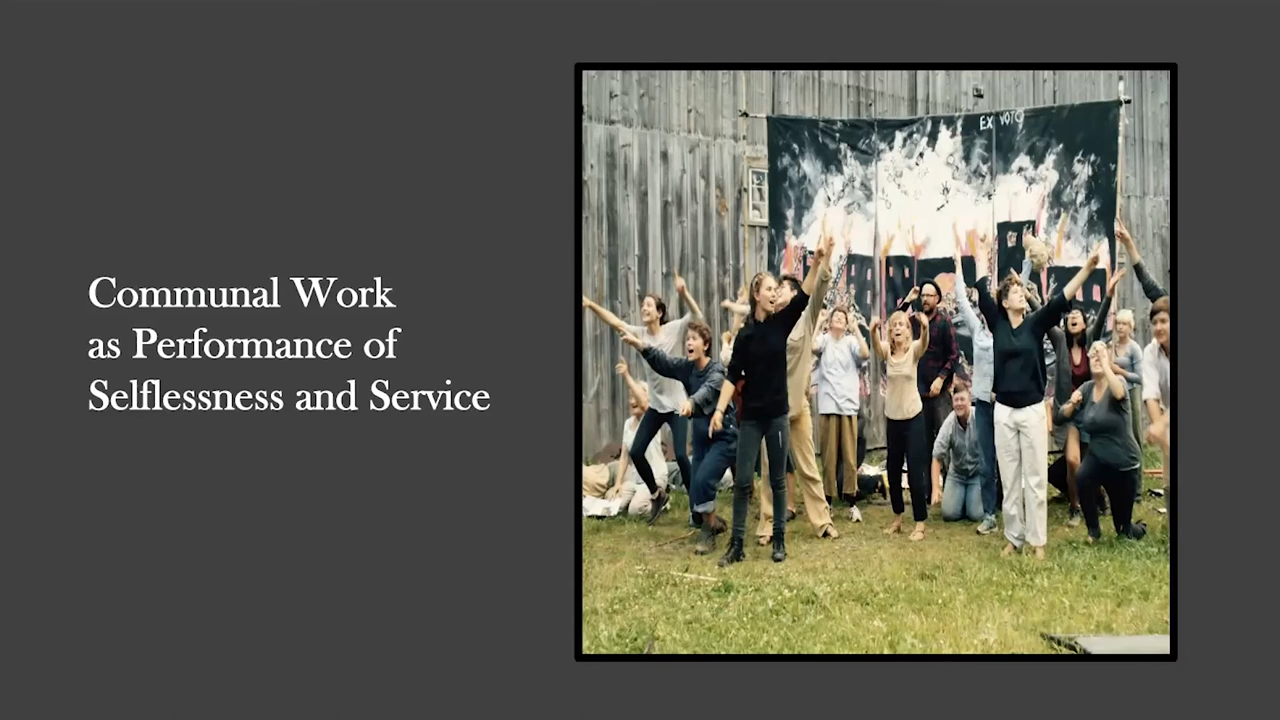 Communal Work
as Performance of
Selflessness and Service
EX VOTO